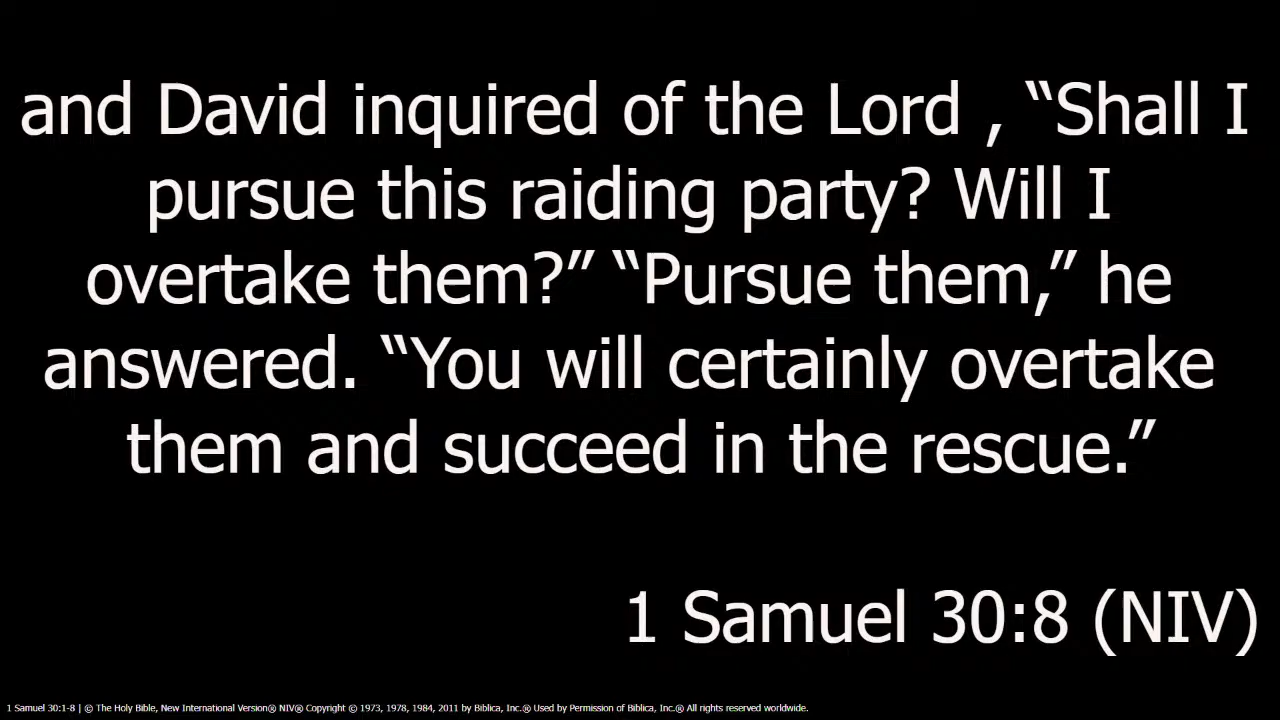 and David inquired of the Lord , “Shall I
pursue this raiding party? Will I
overtake them?” “Pursue them,” he
answered. “You will certainly overtake
them and succeed in the rescue.”
1 Samuel 30:8 (NIV)
1 Samuel 30:1-8 | © The Holy Bible, New International Version® NIV® Copyright © 1973, 1978, 1984, 2011 by Biblica, Inc.® Used by Permission of Biblica, Inc.® All rights reserved worldwide.